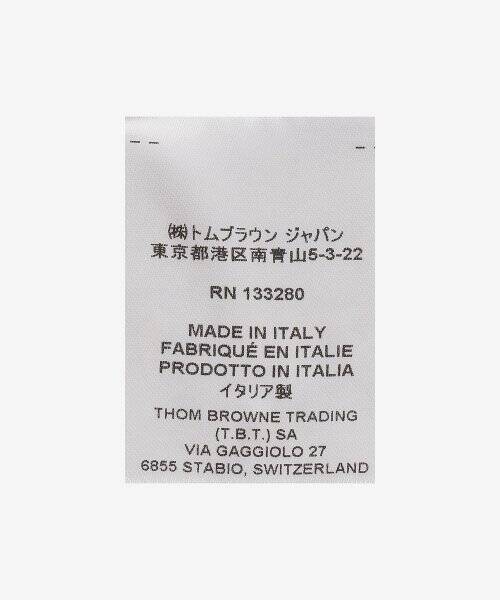 ㈱トムブラウン ジャパン
東京都港区南青山5-3-22
RN 133280
MADE IN ITALY
FABRIQUÉ EN ITALIE
PRODOTTO IN ITALIA
イタリア製
THOM BROWNE TRADING
(T.B.T.) SA
VIA GAGGIOLO 27
6855 STABIO, SWITZERLAND